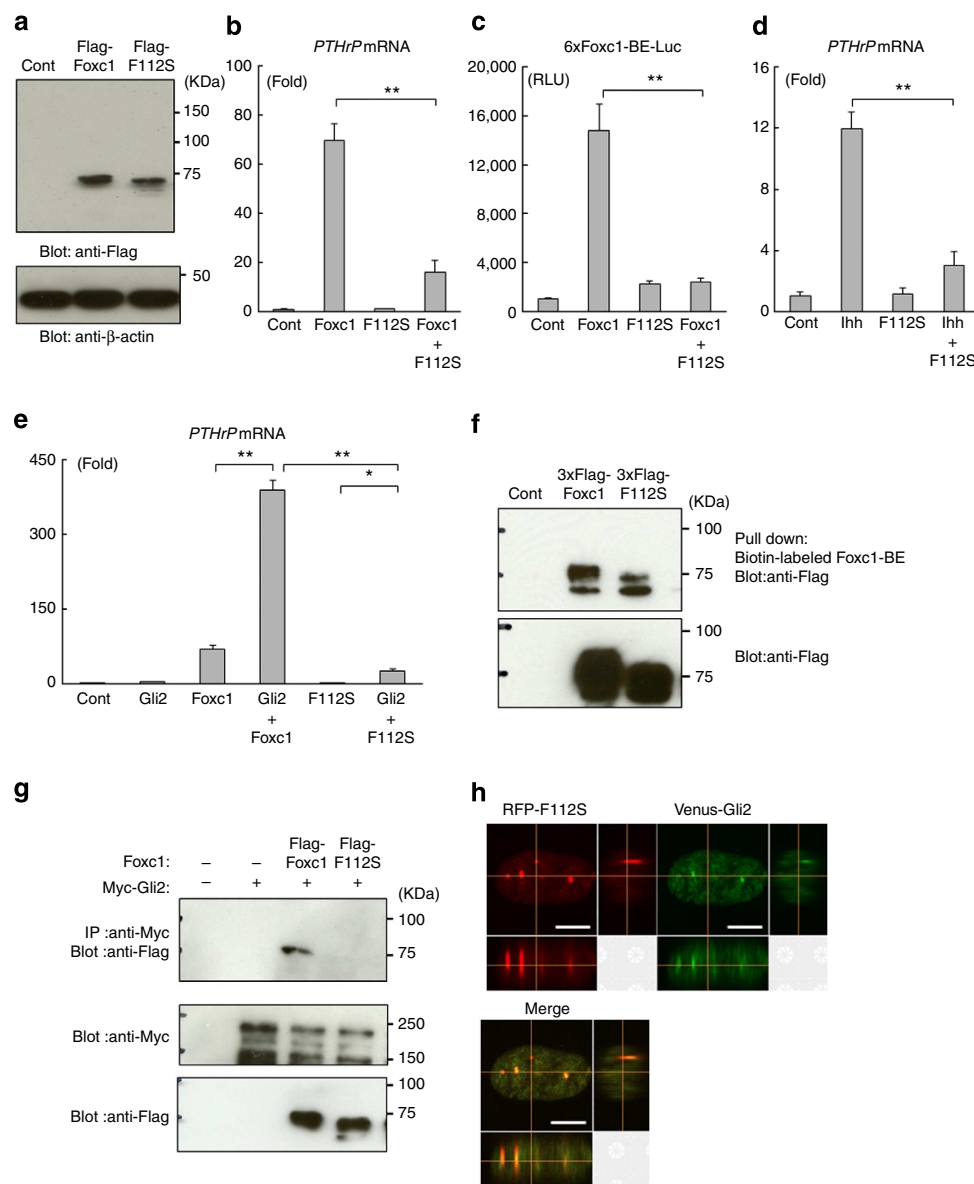 a
Cont
Flag-
Foxc1
Flag-
F112S
(KDa)
150
100
75
Blot: anti-Flag
50
Blot: anti-β-actin
b
PTHrP mRNA
(Fold)
100
80
60
40
20
0
**
Cont
Foxc1
F112S
Foxc1
+
F112S
c
6xFoxc1-BE-Luc
(RLU)
20,000
16,000
12,000
8,000
4,000
0
**
Cont
Foxc1
F112S
Foxc1
+
F112S
d
PTHrP mRNA
(Fold)
16
12
8
4
0
**
Cont
Ihh
F112S
Ihh
+
F112S
e
PTHrP mRNA
(Fold)
450
300
150
0
**
**
*
Cont
Gli2
Foxc1
Gli2
+
Foxc1
F112S
Gli2
+
F112S
f
Cont
3xFlag-
Foxc1
3xFlag-
F112S
(KDa)
100
75
Pull down:
Biotin-labeled Foxc1-BE
Blot:anti-Flag
100
75
Blot:anti-Flag
g
Foxc1:
–
–
Flag-
Foxc1
Flag-
F112S
Myc-Gli2:
–
+
+
+
(KDa)
IP :anti-Myc
Blot :anti-Flag
100
75
Blot :anti-Myc
250
150
Blot :anti-Flag
100
75
h
RFP-F112S
Venus-Gli2
Merge